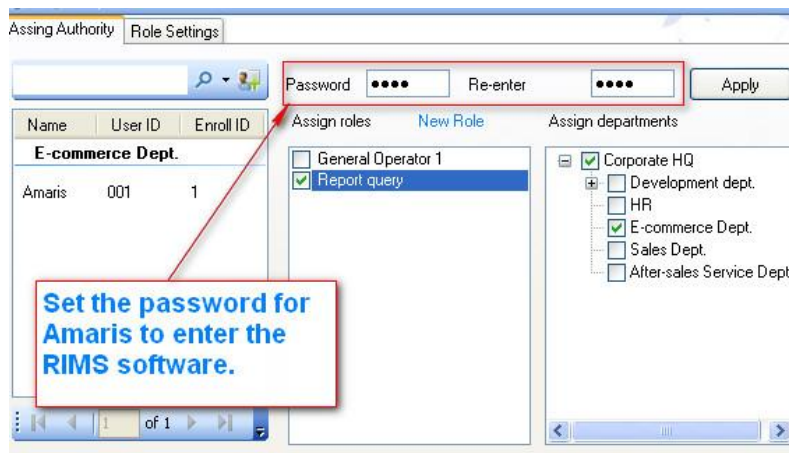 Assing Authority Role Settings
Password •••• Re-enter •••• Apply
Assign roles New Role Assign departments
Name User ID Enroll ID
E-commerce Dept.
Amaris 001 1
General Operator 1
Report query
Corporate HQ
Development dept.
HR
E-commerce Dept.
Sales Dept.
After-sales Service Dept
Set the password for
Amaris to enter the
RIMS software.
1 of 1